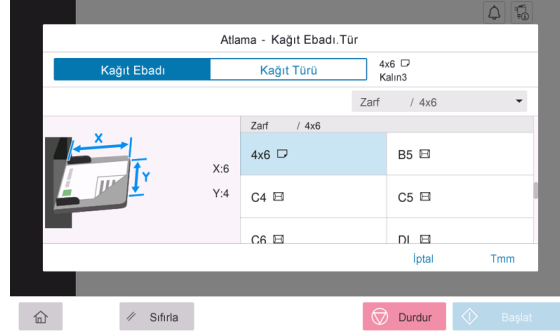 Atlama - Kağıt Ebadı.Tür
Kağıt Ebadı
Kağıt Türü
4x6
Kalın3
Zarf / 4x6
Zarf / 4x6
X
Y
X:6
Y:4
4x6
B5
C4
C5
C6
DL
İptal
Tmm
Sıfırla
Durdur
Başlat